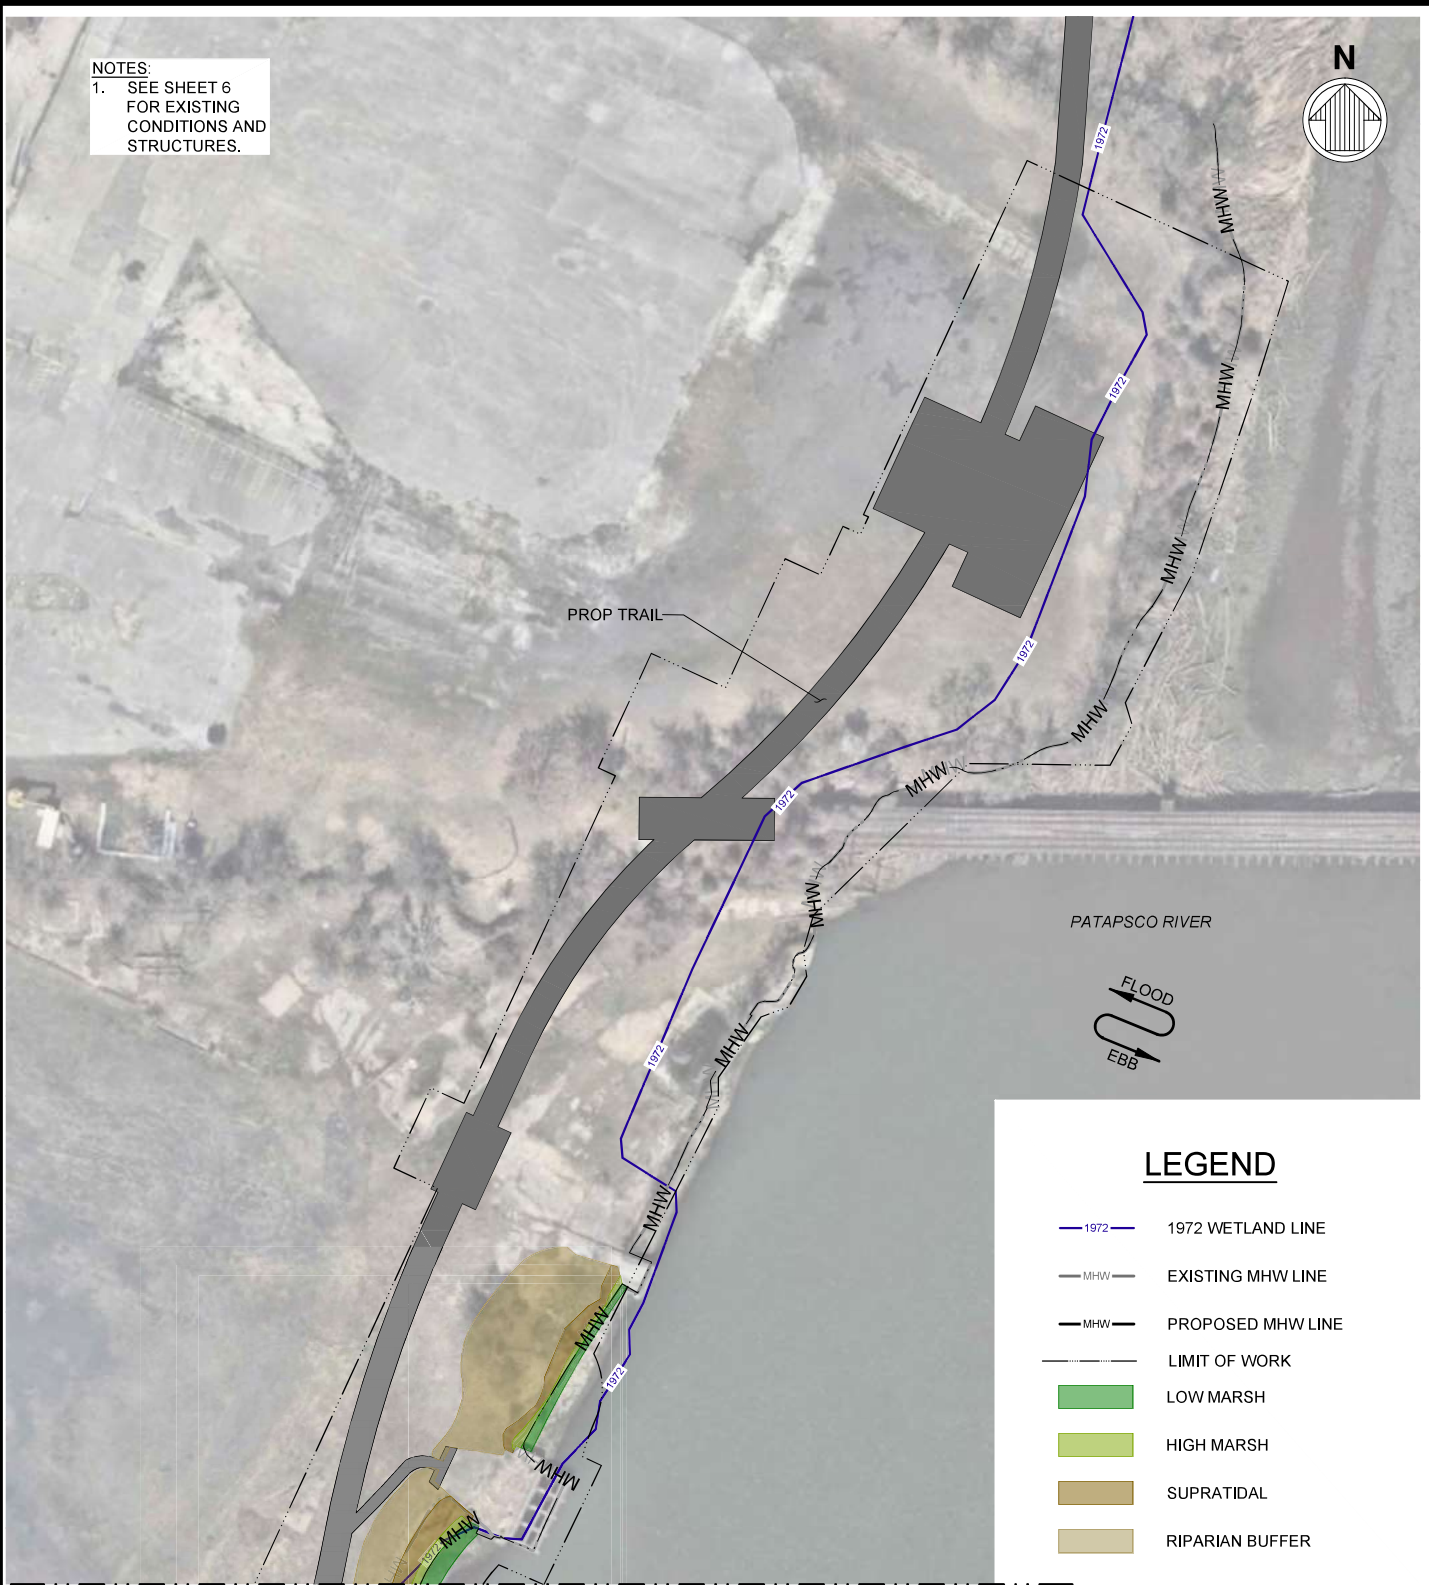 NOTES:
1. SEE SHEET 6
FOR EXISTING
CONDITIONS AND
STRUCTURES.
N
1972
MHW
1972
MHW
MHW
PROP TRAIL
1972
MHW
MHW
1972
MHW
PATAPSCO RIVER
FLOOD
EBB
1972
MHW
MHW
MHW
1972
MHW
MHW
1972
LEGEND
1972 1972 WETLAND LINE
MHW EXISTING MHW LINE
MHW PROPOSED MHW LINE
LIMIT OF WORK
LOW MARSH
HIGH MARSH
SUPRATIDAL
RIPARIAN BUFFER